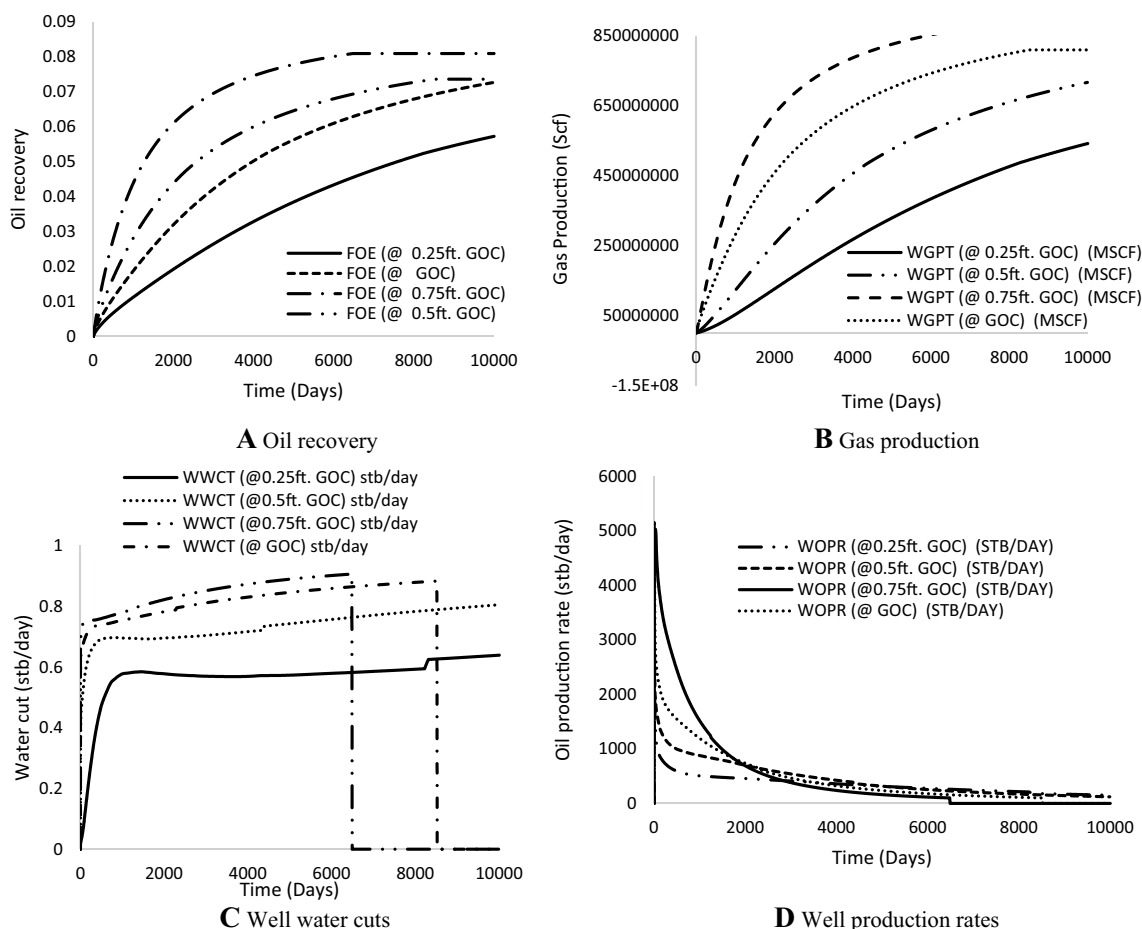 0.09
0.08
0.07
0.06
0.05
0.04
0.03
0.02
0.01
0
Oil recovery
FOE (@ 0.25ft. GOC)
FOE (@ GOC)
FOE (@ 0.75ft. GOC)
FOE (@ 0.5ft. GOC)
0 2000 4000 6000 8000 10000
Time (Days)
A Oil recovery
850000000
650000000
450000000
250000000
50000000
-1.5E+08
Gas Production (Scf)
WGPT (@ 0.25ft. GOC) (MSCF)
WGPT (@ 0.5ft. GOC) (MSCF)
WGPT (@ 0.75ft. GOC) (MSCF)
WGPT (@ GOC) (MSCF)
0 2000 4000 6000 8000 10000
Time (Days)
B Gas production
WWCT (@0.25ft. GOC) stb/day
WWCT (@0.5ft. GOC) stb/day
WWCT (@0.75ft. GOC) stb/day
WWCT (@ GOC) stb/day
1
0.8
0.6
0.4
0.2
0
Water cut (stb/day)
0 2000 4000 6000 8000 10000
Time (Days)
C Well water cuts
6000
5000
4000
3000
2000
1000
0
Oil production rate (stb/day)
WOPR (@0.25ft. GOC) (STB/DAY)
WOPR (@0.5ft. GOC) (STB/DAY)
WOPR (@0.75ft. GOC) (STB/DAY)
WOPR (@ GOC) (STB/DAY)
0 2000 4000 6000 8000 10000
Time (Days)
D Well production rates